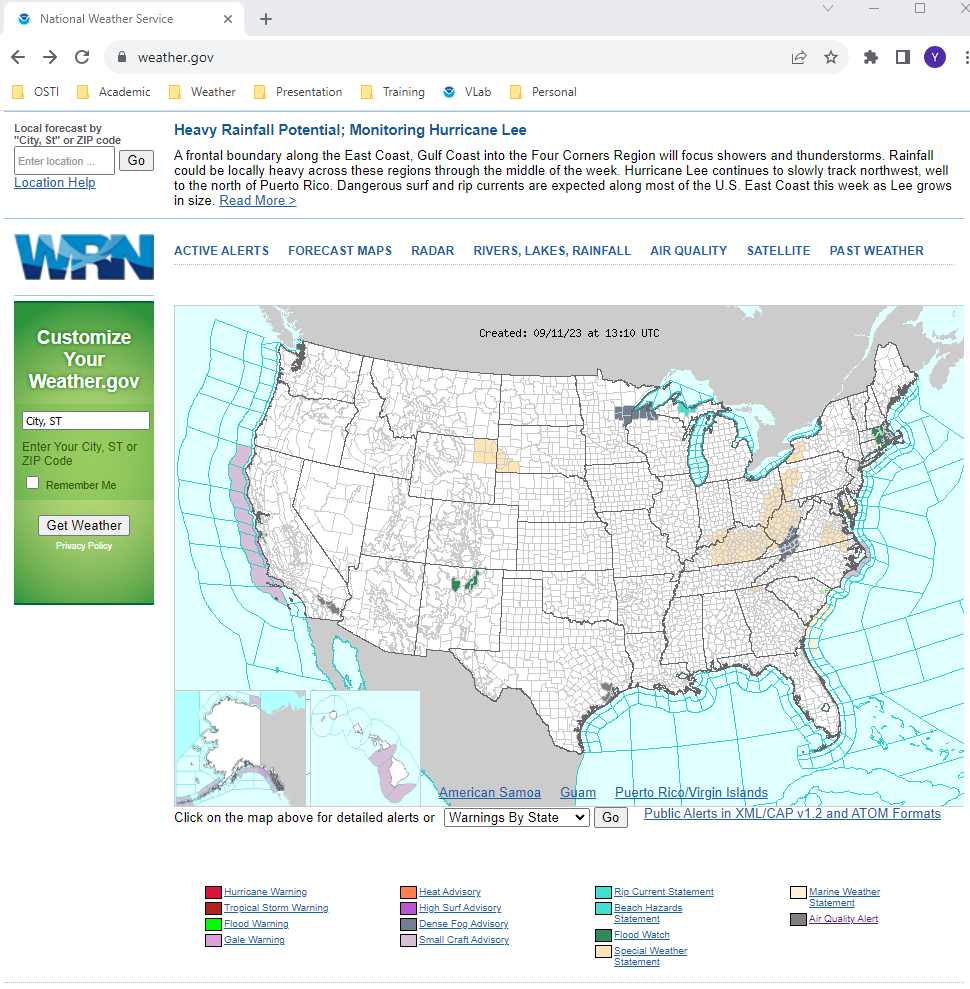 National Weather Service
weather.gov
Y
OSTI
Academic
Weather
Presentation
Training
VLab
Personal
Local forecast by
"City, St" or ZIP code
Enter location ...
Go
Location Help
Heavy Rainfall Potential; Monitoring Hurricane Lee
A frontal boundary along the East Coast, Gulf Coast into the Four Corners Region will focus showers and thunderstorms. Rainfall
could be locally heavy across these regions through the middle of the week. Hurricane Lee continues to slowly track northwest, well
to the north of Puerto Rico. Dangerous surf and rip currents are expected along most of the U.S. East Coast this week as Lee grows
in size. Read More >
WRN
ACTIVE ALERTS
FORECAST MAPS
RADAR
RIVERS, LAKES, RAINFALL
AIR QUALITY
SATELLITE
PAST WEATHER
Customize
Your
Weather.gov
City, ST
Enter Your City, ST or
ZIP Code
Remember Me
Get Weather
Privacy Policy
Created: 09/11/23 at 13:10 UTC
American Samoa
Guam
Puerto Rico/Virgin Islands
Click on the map above for detailed alerts or
Warnings By State
Go
Public Alerts in XML/CAP v1.2 and ATOM Formats
Hurricane Warning
Tropical Storm Warning
Flood Warning
Gale Warning
Heat Advisory
High Surf Advisory
Dense Fog Advisory
Small Craft Advisory
Rip Current Statement
Beach Hazards
Statement
Flood Watch
Special Weather
Statement
Marine Weather
Statement
Air Quality Alert